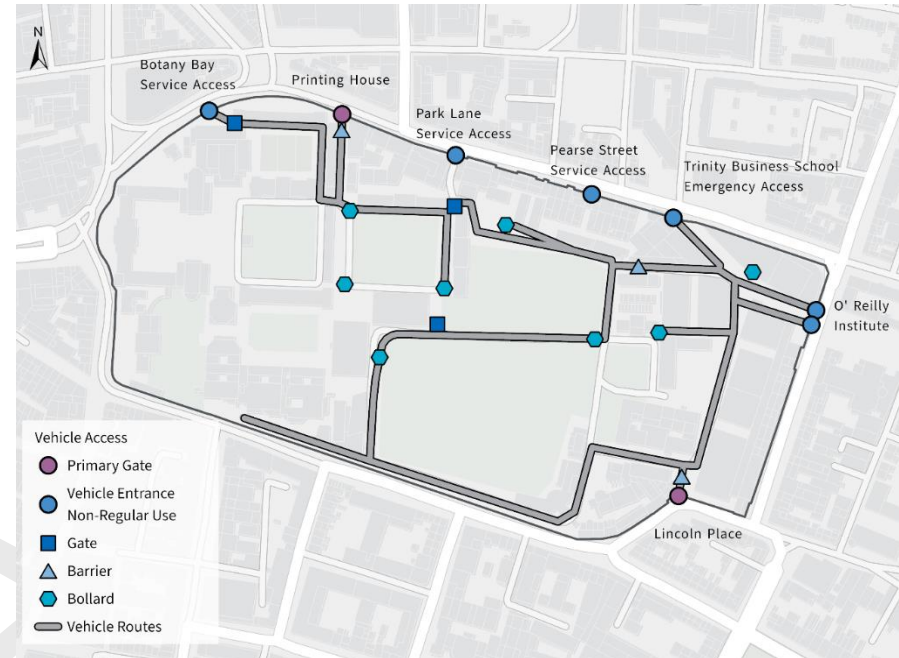 N
Botany Bay
Service Access
Printing House
Park Lane
Service Access
Pearse Street
Service Access
Trinity Business School
Emergency Access
O' Reilly
Institute
Lincoln Place
Vehicle Access
Primary Gate
Vehicle Entrance
Non-Regular Use
Gate
Barrier
Bollard
Vehicle Routes